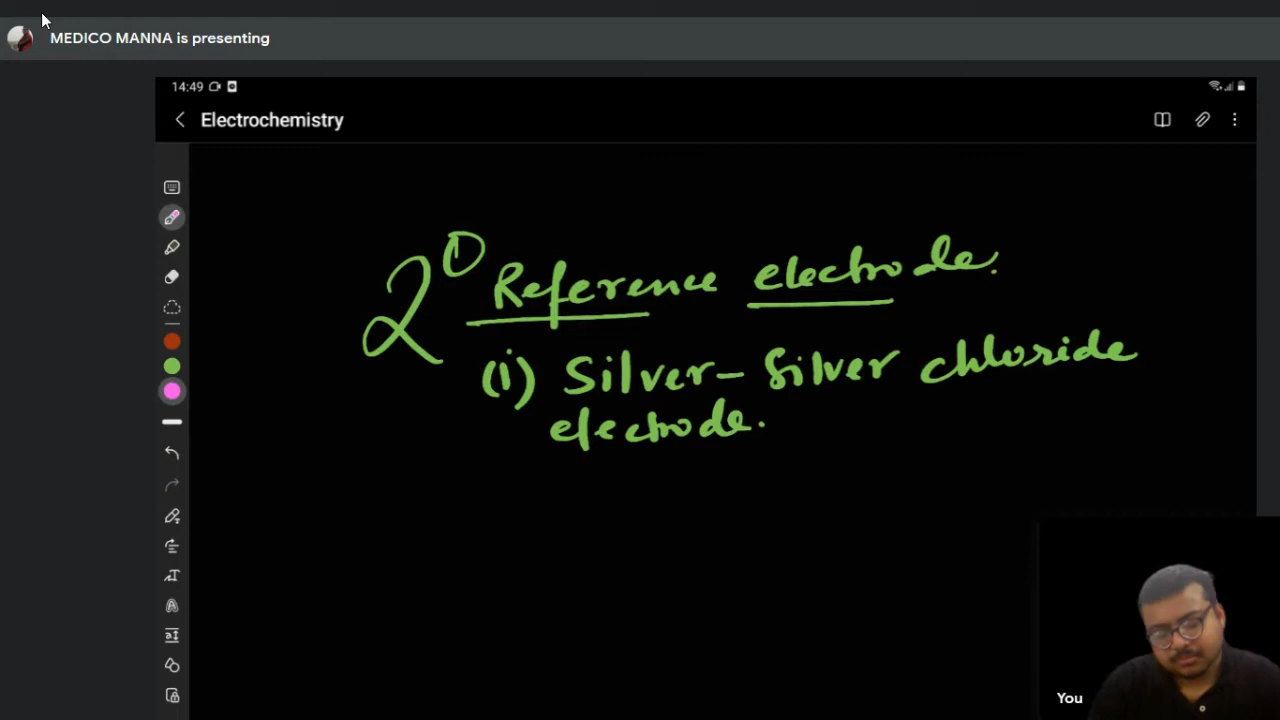 MEDICO MANNA is presenting
14:49
Electrochemistry
2° Reference electrode.
(i) Silver-Silver chloride
electrode.
You